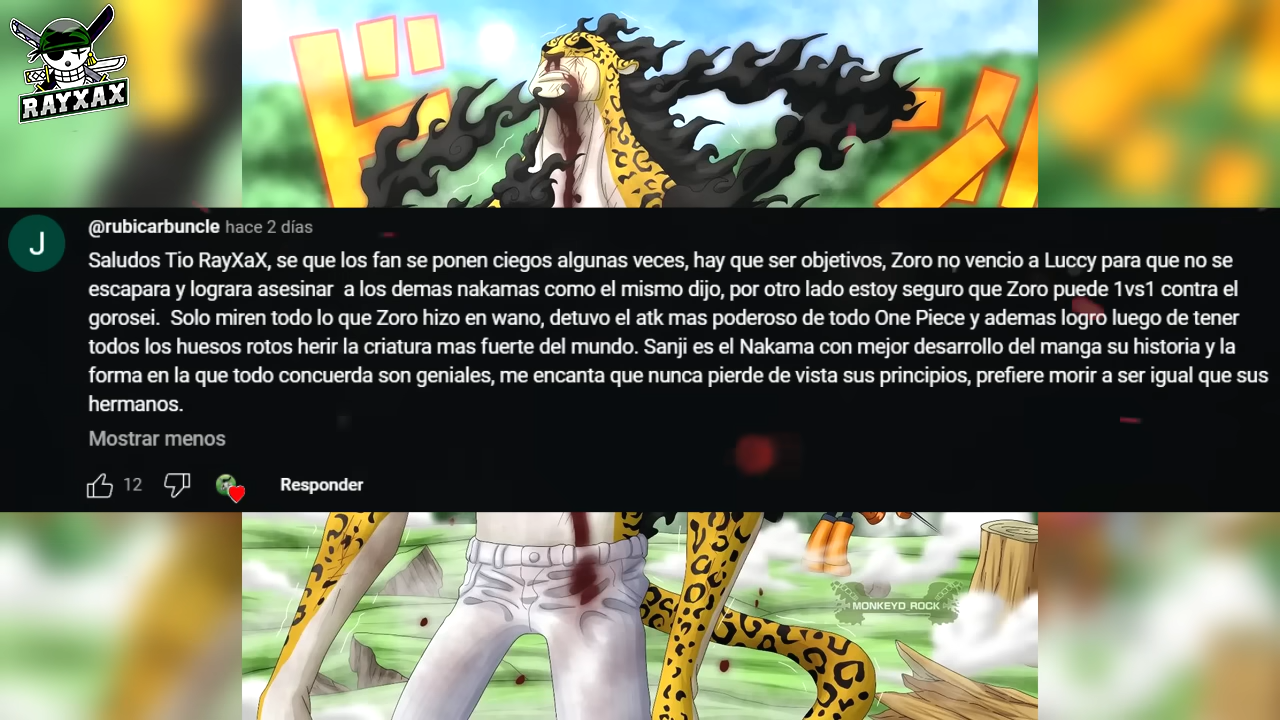 RAYXAX
ド
ン
J
@rubicarbuncle hace 2 días
Saludos Tio RayXaX, se que los fan se ponen ciegos algunas veces, hay que ser objetivos, Zoro no vencio a Luccy para que no se
escapara y lograra asesinar a los demas nakamas como el mismo dijo, por otro lado estoy seguro que Zoro puede 1vs1 contra el
gorosei. Solo miren todo lo que Zoro hizo en wano, detuvo el atk mas poderoso de todo One Piece y ademas logro luego de tener
todos los huesos rotos herir la criatura mas fuerte del mundo. Sanji es el Nakama con mejor desarrollo del manga su historia y la
forma en la que todo concuerda son geniales, me encanta que nunca pierde de vista sus principios, prefiere morir a ser igual que sus
hermanos.
Mostrar menos
12 Responder
MONKEYD ROCK